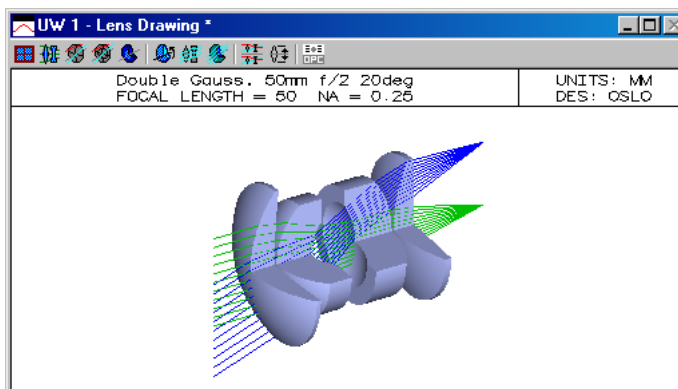 UW 1 - Lens Drawing *
Double Gauss. 50mm f/2 20deg
FOCAL LENGTH = 50 NA = 0.25
UNITS: MM
DES: OSLO